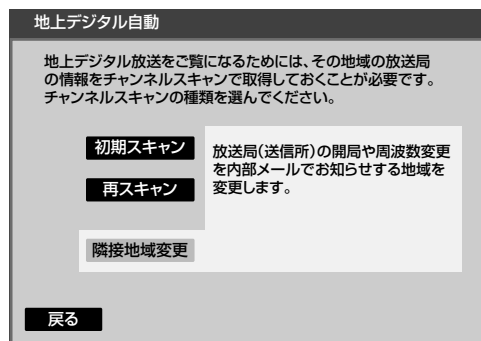 地上デジタル自動
地上デジタル放送をご覧になるためには、その地域の放送局
の情報をチャンネルスキャンで取得しておくことが必要です。
チャンネルスキャンの種類を選んでください。
初期スキャン
再スキャン
隣接地域変更
放送局（送信所）の開局や周波数変更
を内部メールでお知らせする地域を
変更します。
戻る